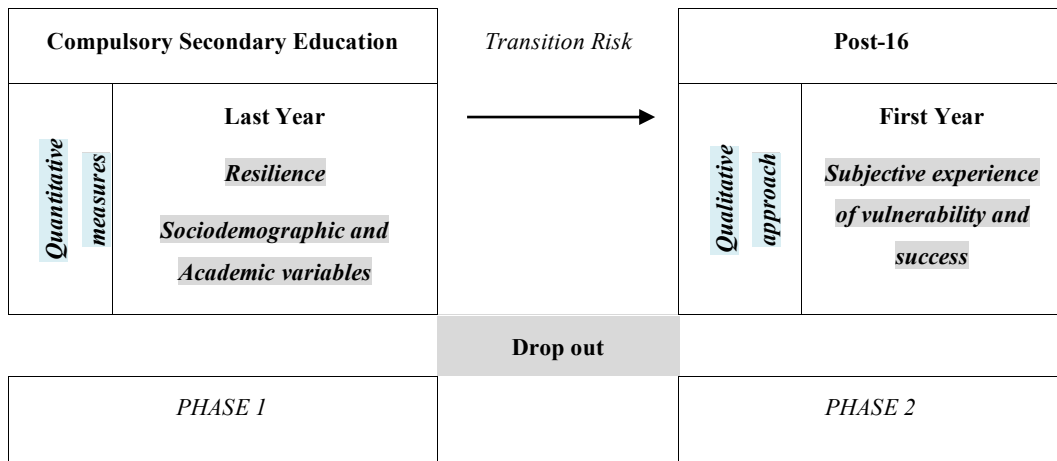 Compulsory Secondary Education
Transition Risk
Post-16
Quantitative
measures
Last Year
Resilience
Sociodemographic and
Academic variables
Qualitative
approach
First Year
Subjective experience
of vulnerability and
success
Drop out
PHASE 1
PHASE 2